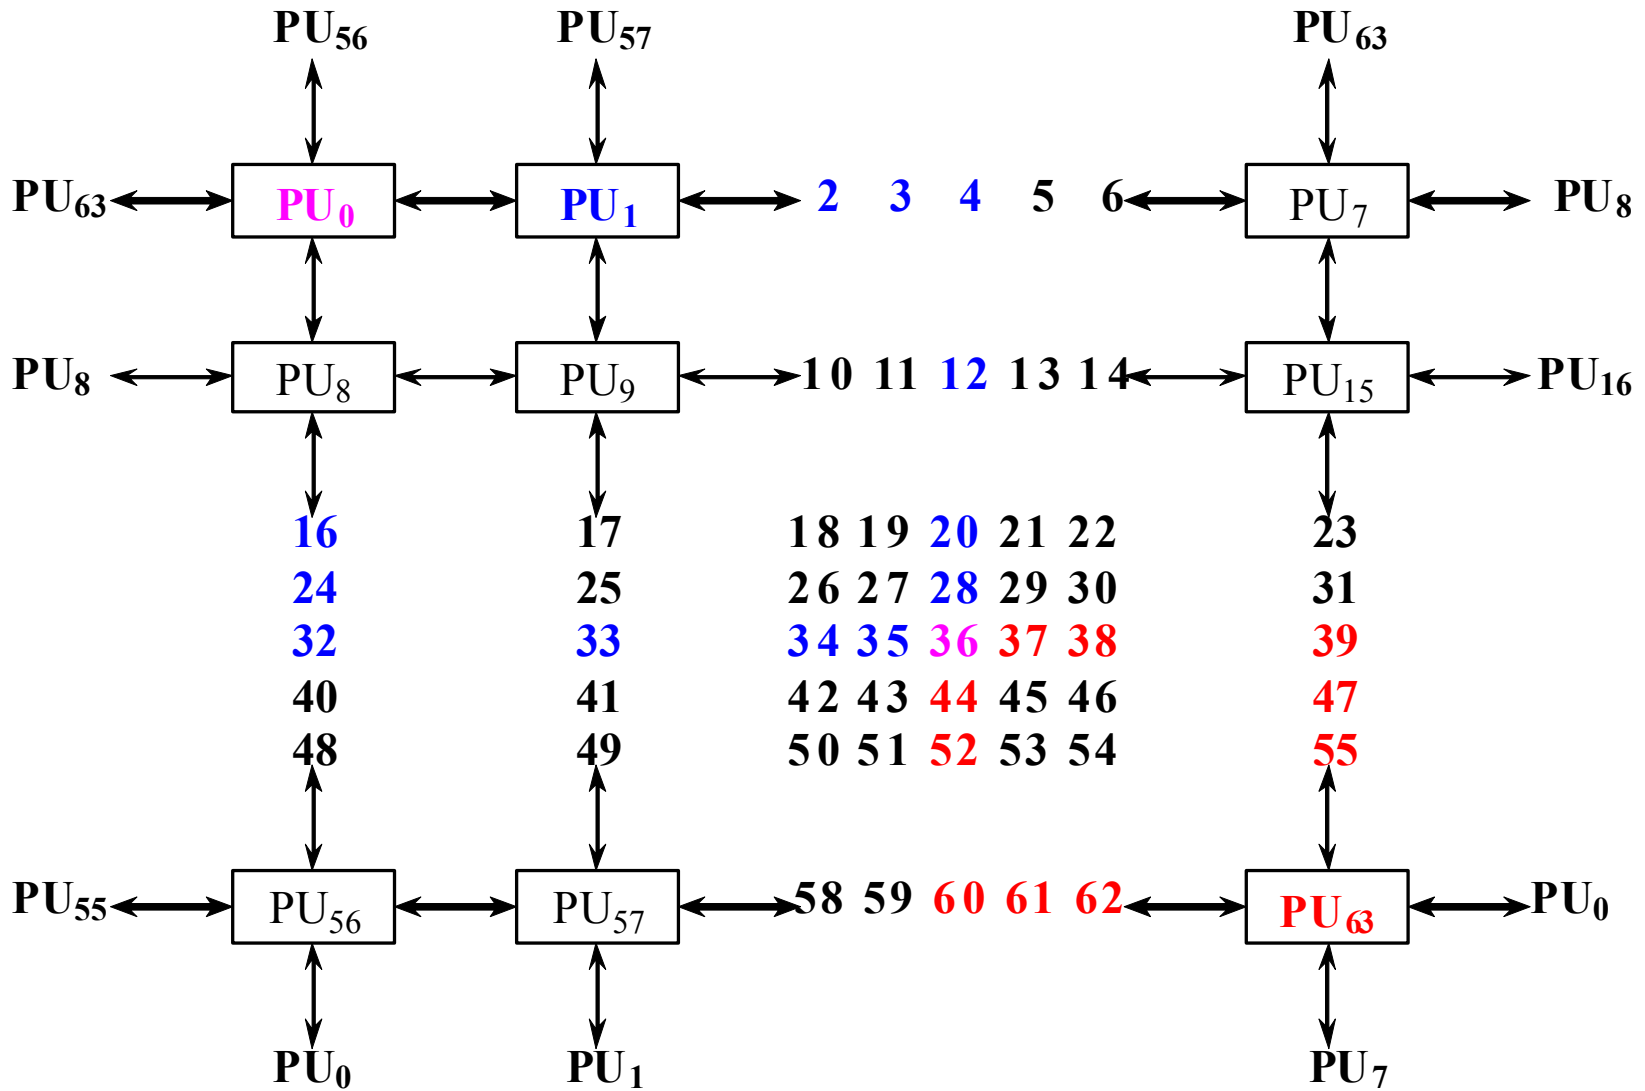 PU56 PU57 PU63
PU63 PU0 PU1 2 3 4 5 6 PU7 PU8
PU8 PU8 PU9 10 11 12 13 14 PU15 PU16
16 17 18 19 20 21 22 23
24 25 26 27 28 29 30 31
32 33 34 35 36 37 38 39
40 41 42 43 44 45 46 47
48 49 50 51 52 53 54 55
PU55 PU56 PU57 58 59 60 61 62 PU63 PU0
PU0 PU1 PU7